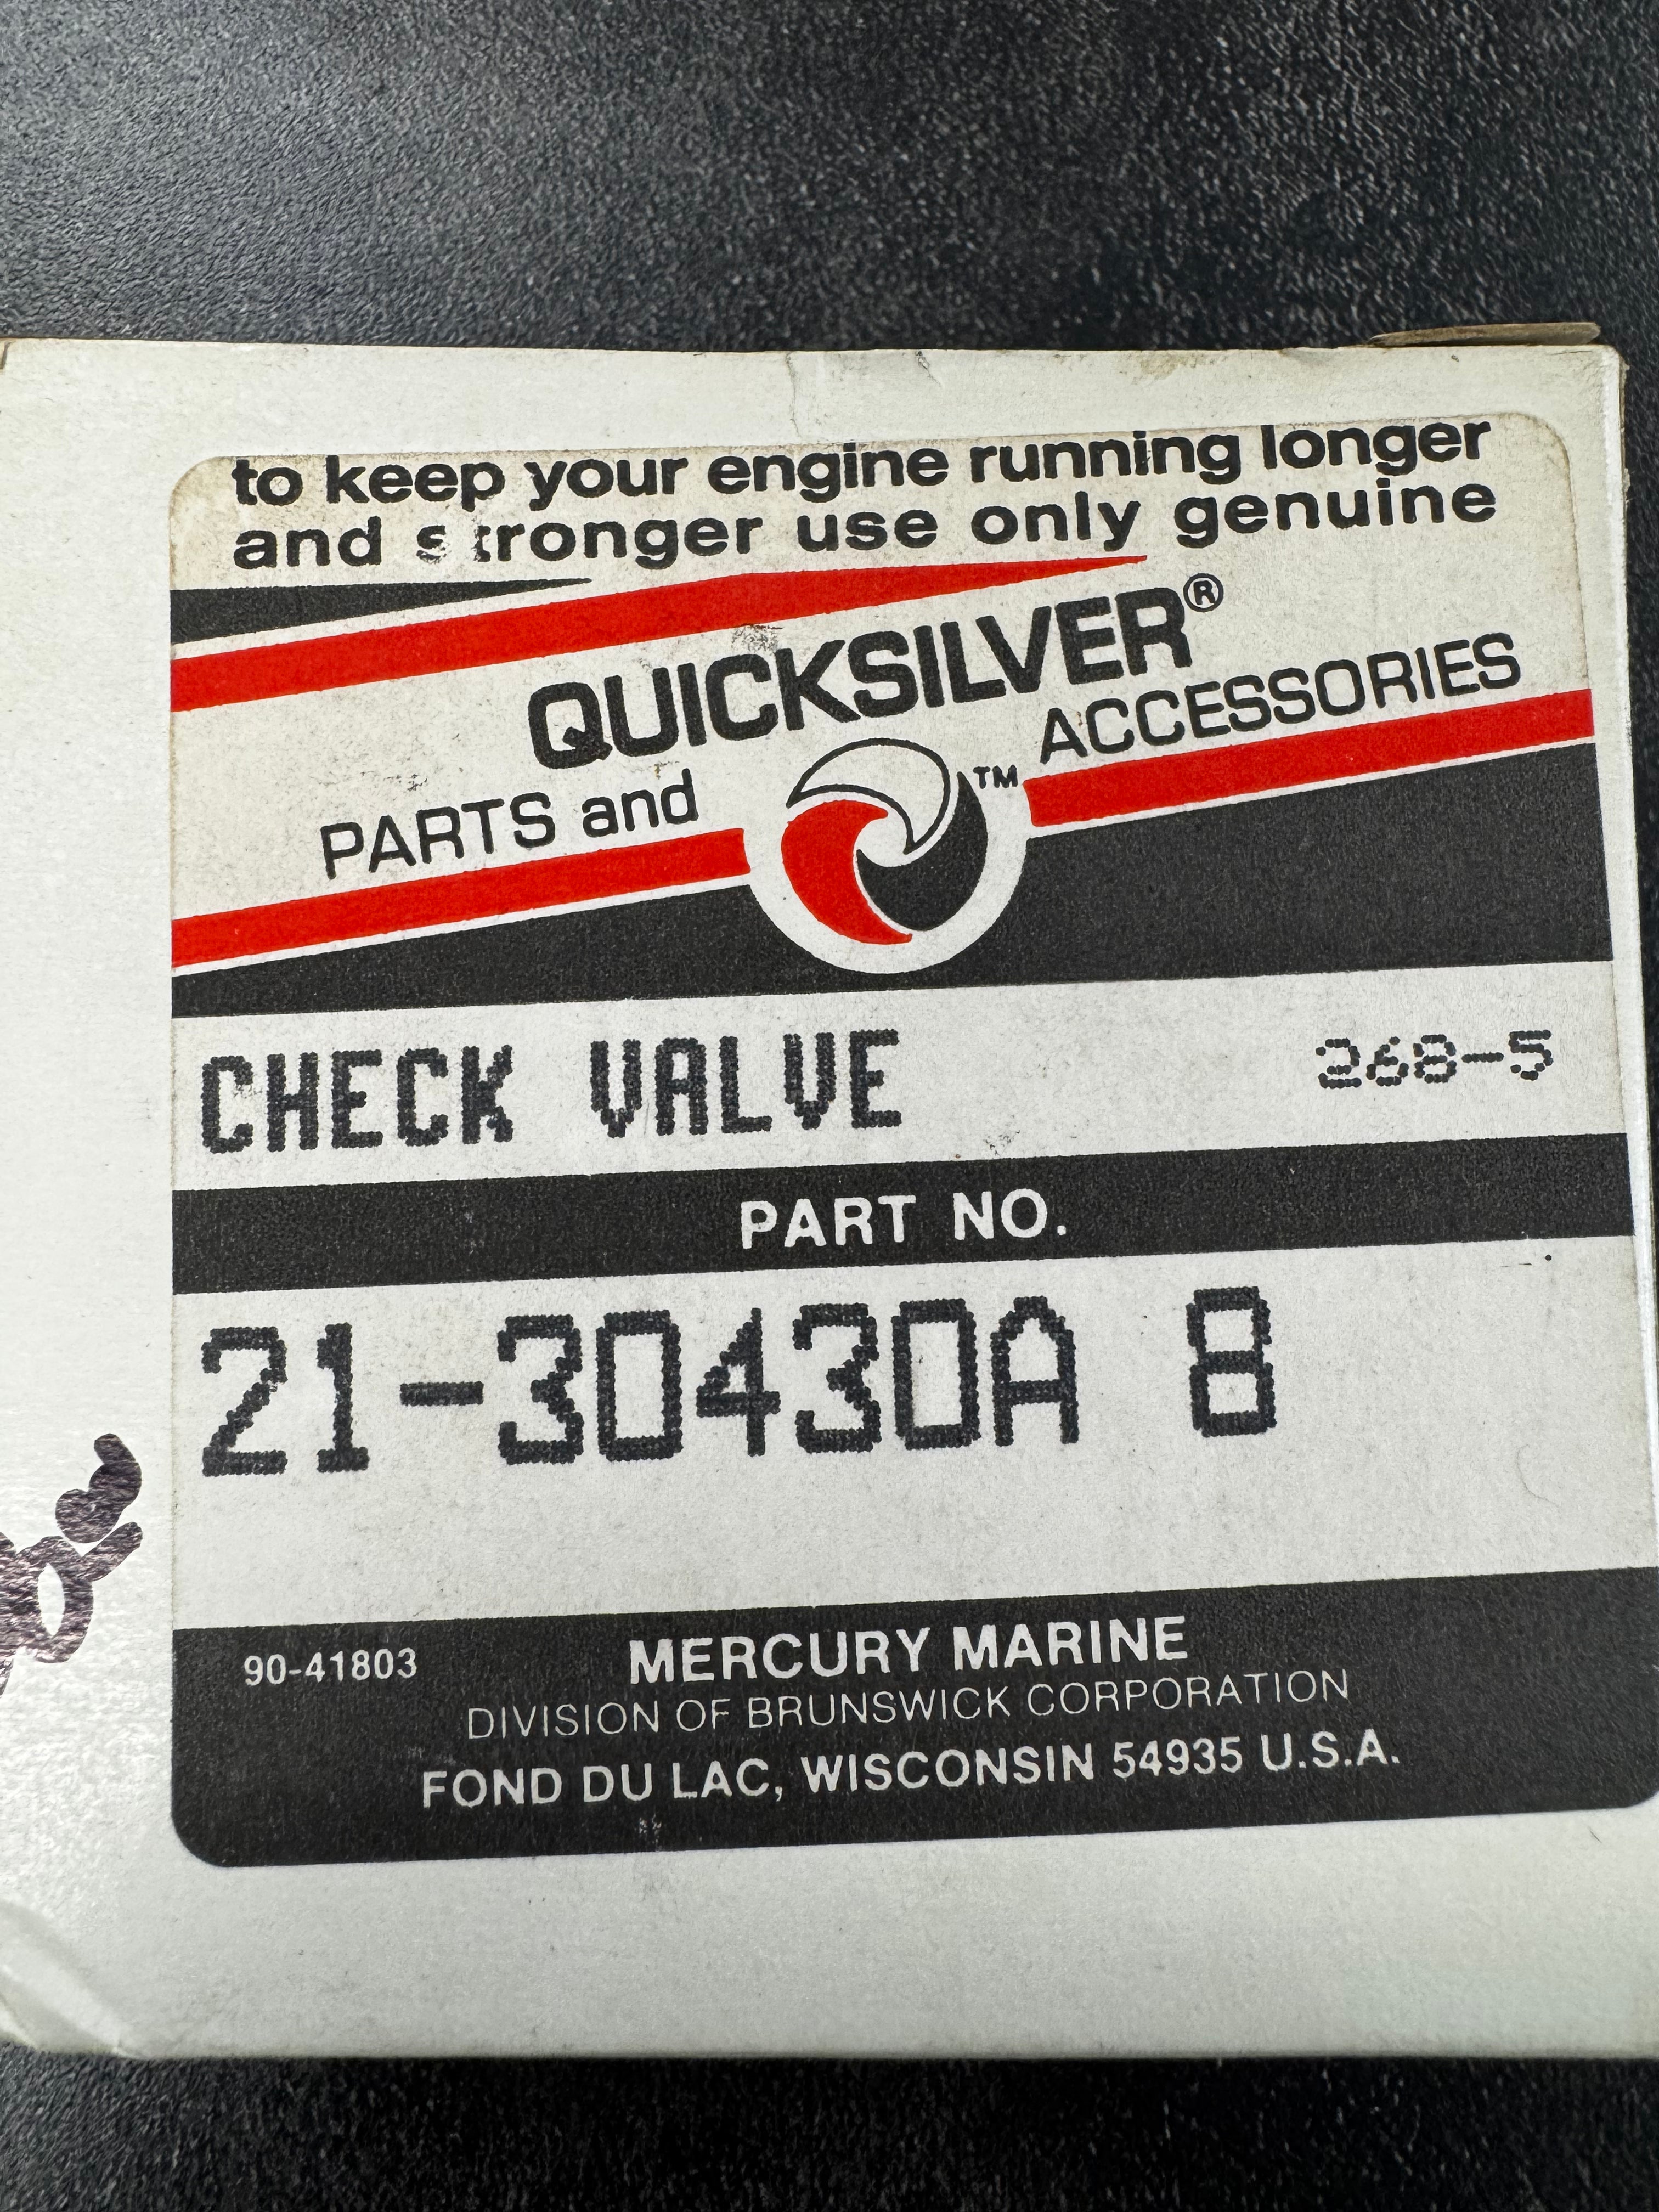 to keep your engine running longer
and stronger use only genuine
QUICKSILVER®
PARTS and ACCESSORIES
TM
CHECK VALVE 268-5
PART NO.
21-30430A 8
90-41803 MERCURY MARINE
DIVISION OF BRUNSWICK CORPORATION
FOND DU LAC, WISCONSIN 54935 U.S.A.